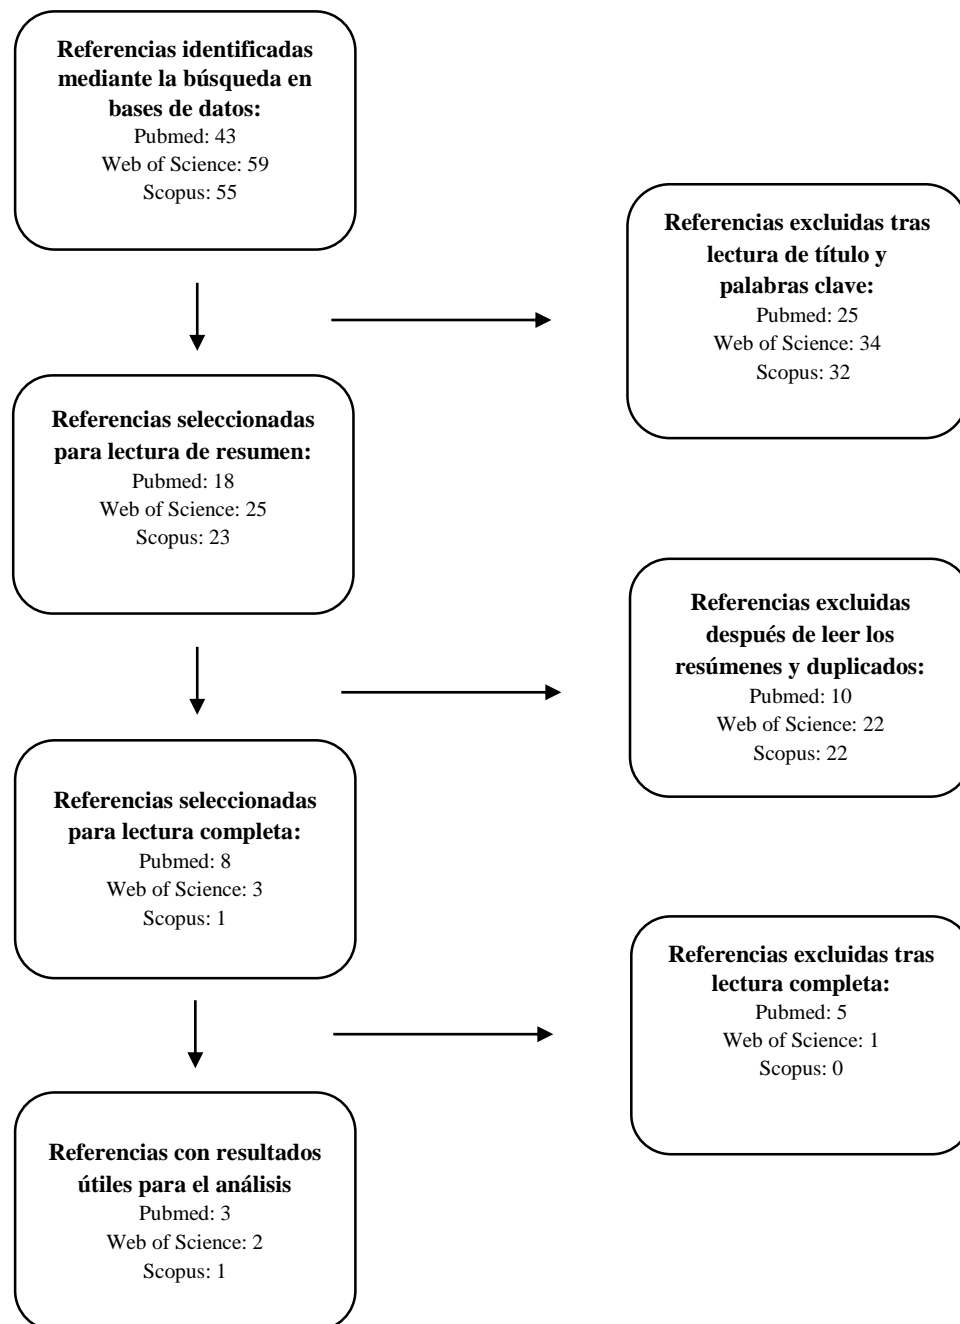 Referencias identificadas
mediante la búsqueda en
bases de datos:
Pubmed: 43
Web of Science: 59
Scopus: 55
Referencias excluidas tras
lectura de título y
palabras clave:
Pubmed: 25
Web of Science: 34
Scopus: 32
Referencias seleccionadas
para lectura de resumen:
Pubmed: 18
Web of Science: 25
Scopus: 23
Referencias excluidas
después de leer los
resúmenes y duplicados:
Pubmed: 10
Web of Science: 22
Scopus: 22
Referencias seleccionadas
para lectura completa:
Pubmed: 8
Web of Science: 3
Scopus: 1
Referencias excluidas tras
lectura completa:
Pubmed: 5
Web of Science: 1
Scopus: 0
Referencias con resultados
útiles para el análisis
Pubmed: 3
Web of Science: 2
Scopus: 1